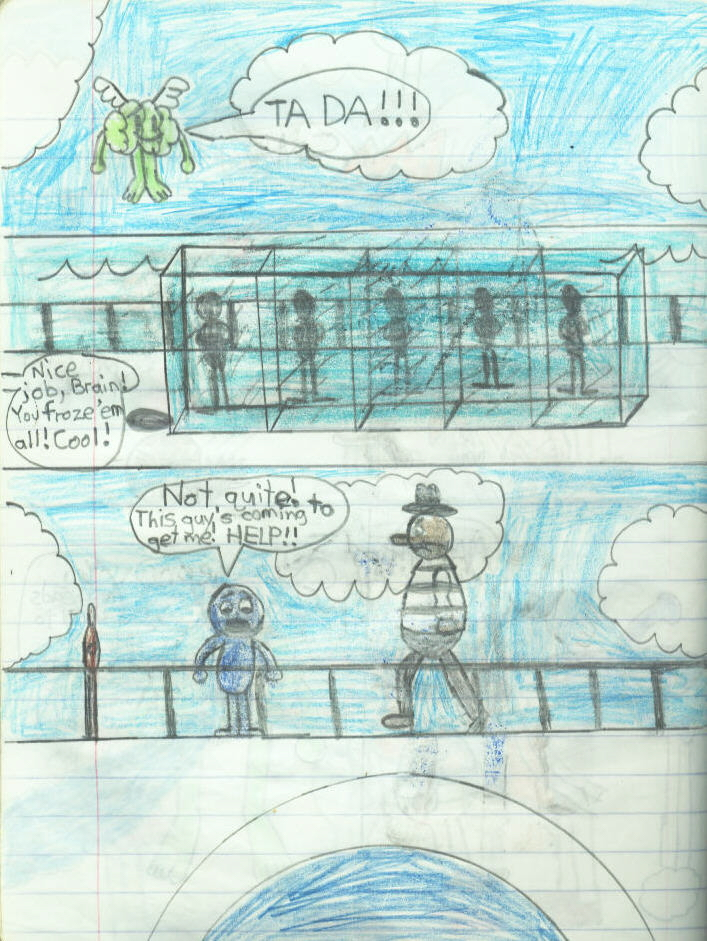 TA DA!!!
Nice
job, Brain!
You froze 'em
all! Cool!
Not quite!
This guy's coming to
get me! HELP!!